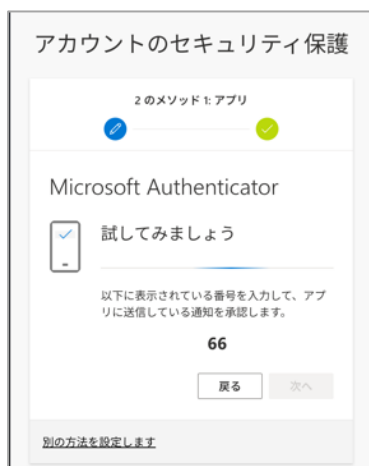 アカウントのセキュリティ保護
2 のメソッド 1: アプリ
Microsoft Authenticator
試してみましょう
以下に表示されている番号を入力して、アプ
リに送信している通知を承認します。
66
戻る
次へ
別の方法を設定します